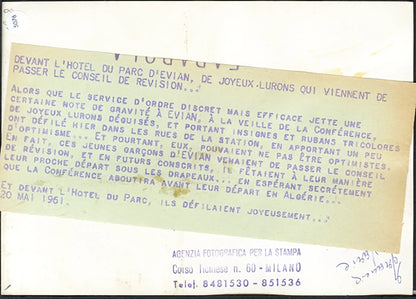 DEVANT L'HOTEL DU PARC D'EVIAN, DE JOYEUX LURONS QUI VIENNENT DE
PASSER LE CONSEIL DE REVISION...
ALORS QUE LE SERVICE D'ORDRE DISCRET MAIS EFFICACE JETTE UNE
CERTAINE NOTE DE GRAVITÉ À EVIAN, À LA VEILLE DE LA CONFÉRENCE,
DE JOYEUX LURONS DÉGUISÉS, ET PORTANT INSIGNES ET RUBANS TRICOLORES
ONT DÉFILÉ HIER DANS LES RUES DE LA STATION, EN APPORTANT UN PEU
D'OPTIMISME... ET POURTANT, EUX, POUVAIENT NE PAS ÊTRE OPTIMISTES.
EN FAIT, CES JEUNES GARÇONS D'EVIAN VENAIENT DE PASSER LE CONSEIL
DE RÉVISION, ET EN FUTURS CONSCRITS, ILS FÊTAIENT À LEUR MANIÈRE
LEUR PROCHE DÉPART SOUS LES DRAPEAUX... EN ESPÉRANT SECRÈTEMENT
QUE LA CONFÉRENCE ABOUTIRA AVANT LEUR DÉPART EN ALGÉRIE...
ET DEVANT L'HOTEL DU PARC, ILS DÉFILAIENT JOYEUSEMENT...
20 MAI 1961.
AGENZIA FOTOGRAFICA PER LA STAMPA
Corso Ticinese n. 60 - MILANO
Telef. 8481530 - 851536